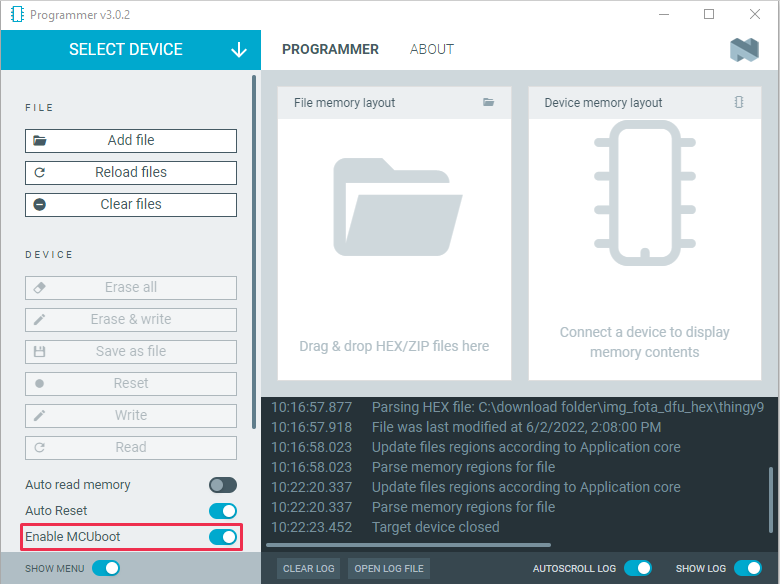 Programmer v3.0.2
SELECT DEVICE
PROGRAMMER
ABOUT
FILE
Add file
Reload files
Clear files
DEVICE
Erase all
Erase & write
Save as file
Reset
Write
Read
Auto read memory
Auto Reset
Enable MCUboot
SHOW MENU
File memory layout
Drag & drop HEX/ZIP files here
Device memory layout
Connect a device to display
memory contents
10:16:57.877 Parsing HEX file: C:\download folder\img_fota_dfu_hex\thingy9
10:16:57.918 File was last modified at 6/2/2022, 2:08:00 PM
10:16:58.023 Update files regions according to Application core
10:16:58.023 Parse memory regions for file
10:22:20.337 Update files regions according to Application core
10:22:20.337 Parse memory regions for file
10:22:23.452 Target device closed
CLEAR LOG
OPEN LOG FILE
AUTOSCROLL LOG
SHOW LOG